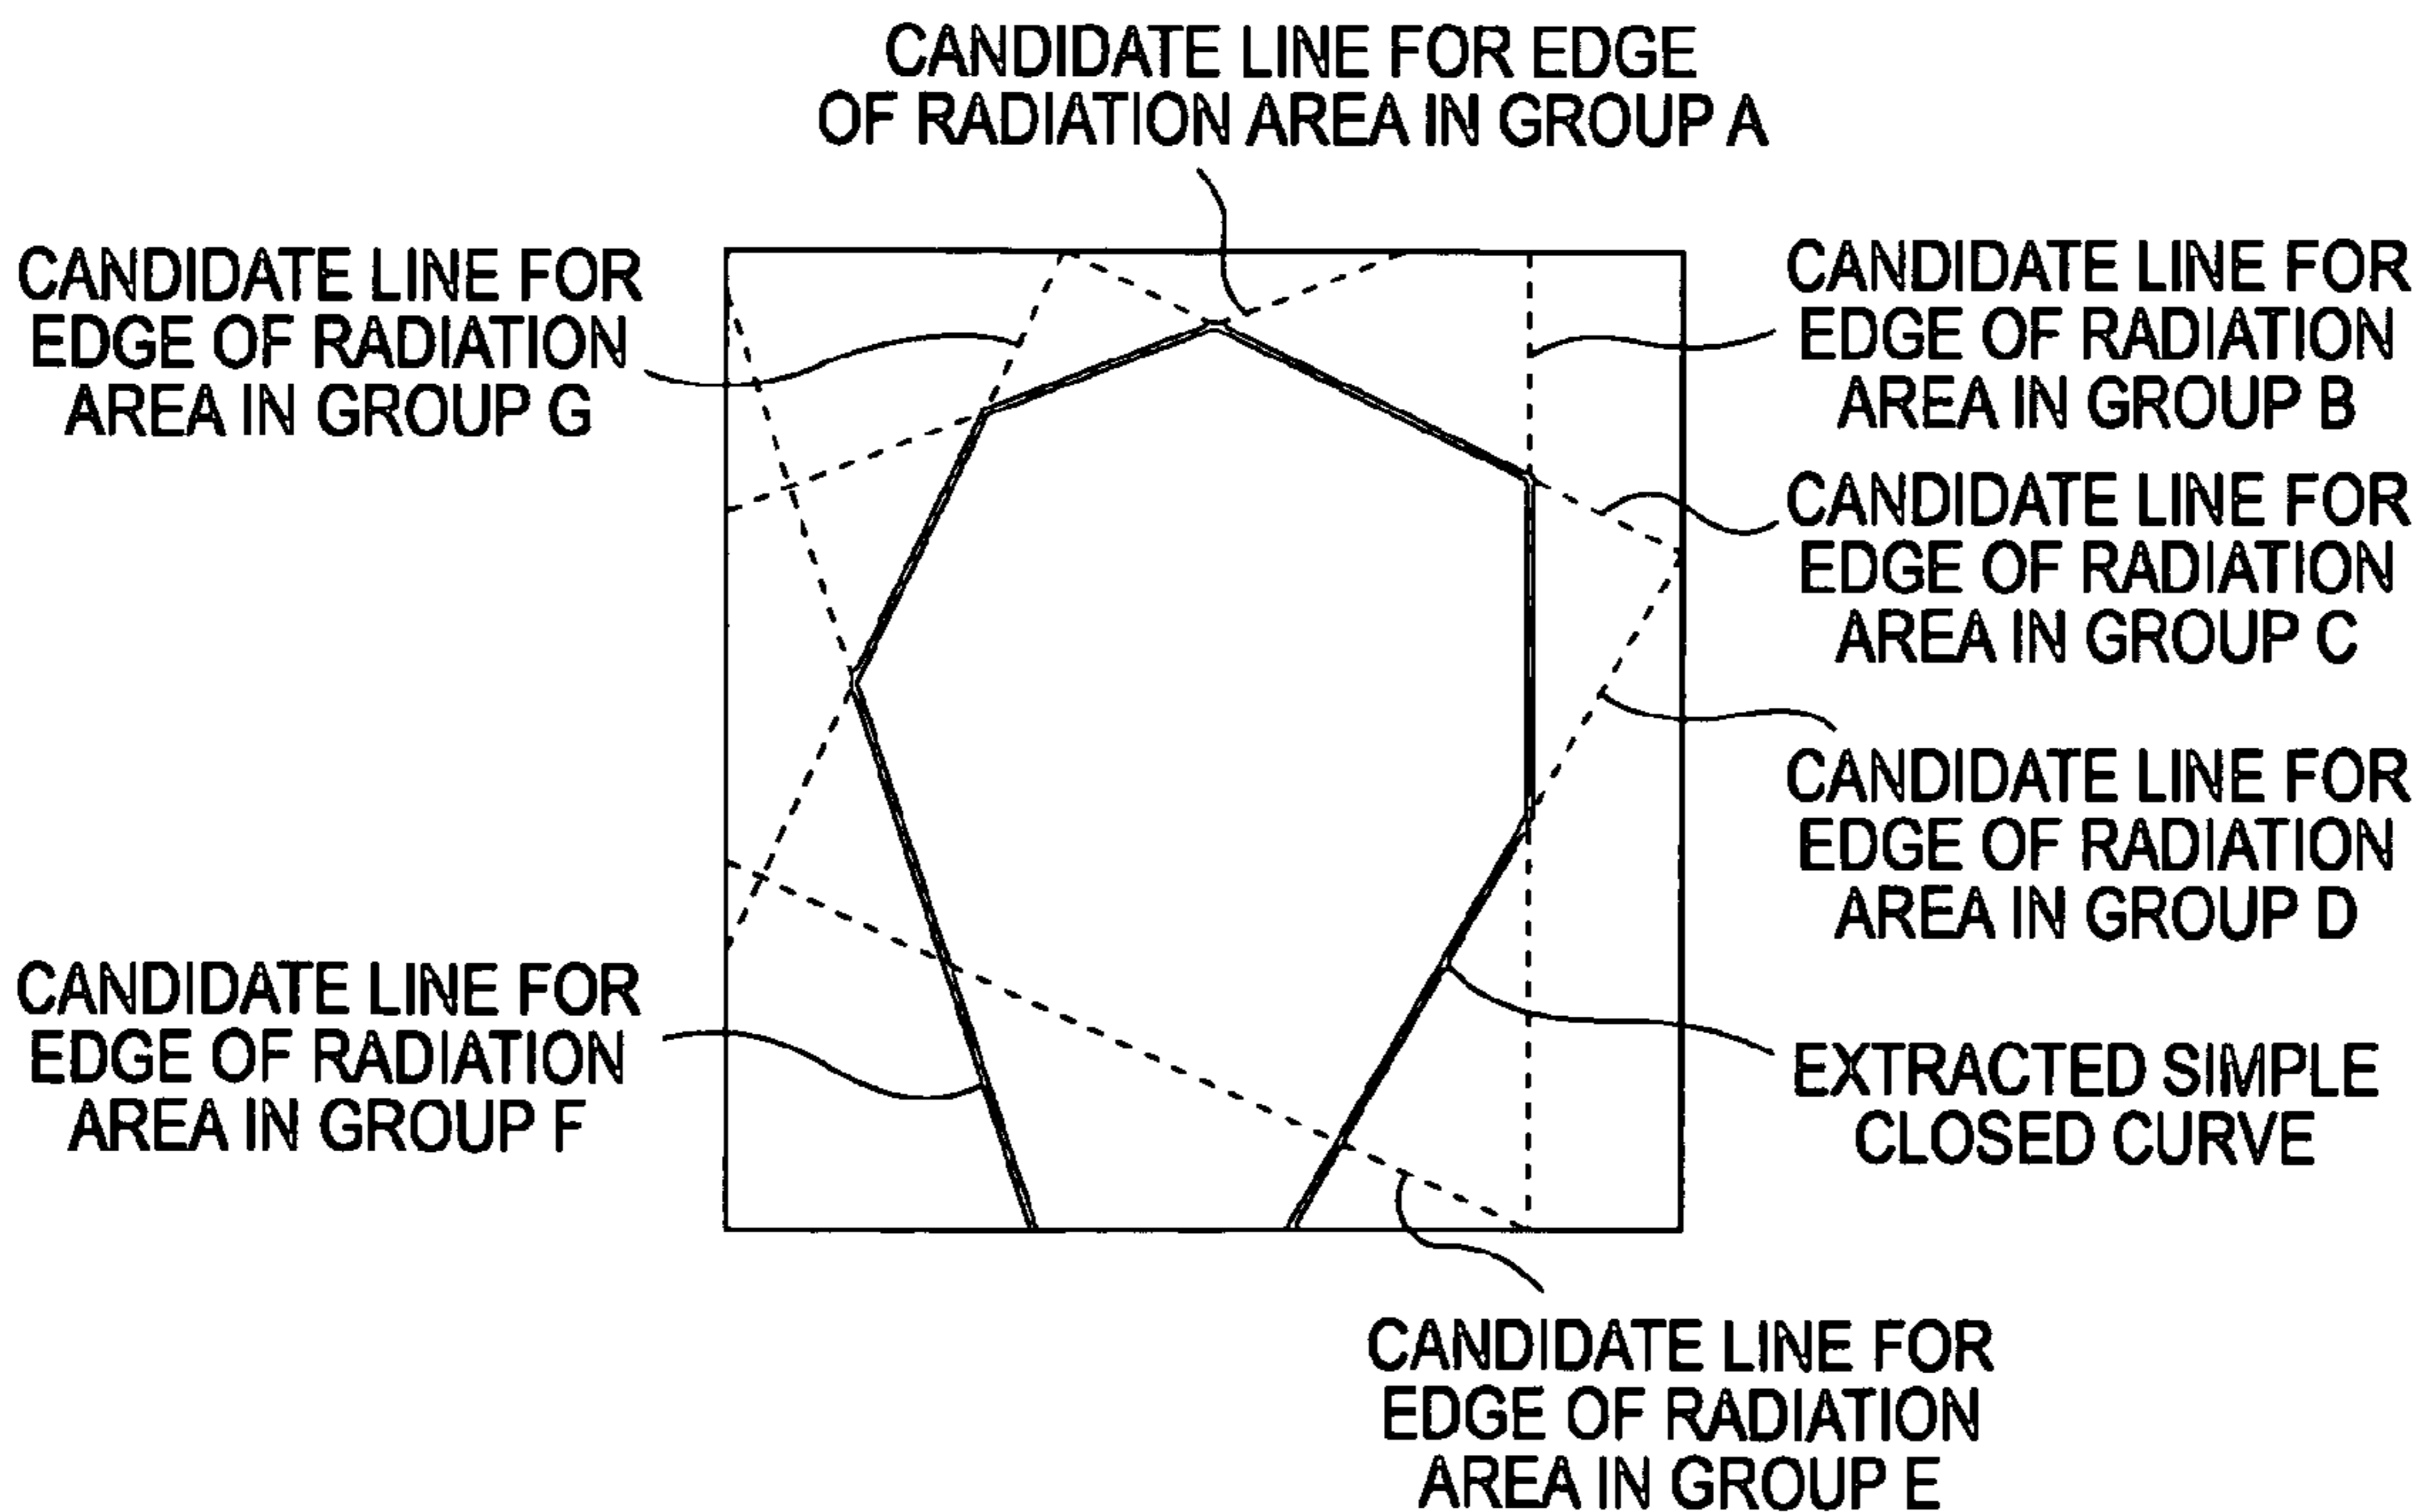 CANDIDATE LINE FOR EDGE
OF RADIATION AREA IN GROUP A
CANDIDATE LINE FOR
EDGE OF RADIATION
AREA IN GROUP G
CANDIDATE LINE FOR
EDGE OF RADIATION
AREA IN GROUP B
CANDIDATE LINE FOR
EDGE OF RADIATION
AREA IN GROUP C
CANDIDATE LINE FOR
EDGE OF RADIATION
AREA IN GROUP D
CANDIDATE LINE FOR
EDGE OF RADIATION
AREA IN GROUP F
EXTRACTED SIMPLE
CLOSED CURVE
CANDIDATE LINE FOR
EDGE OF RADIATION
AREA IN GROUP E